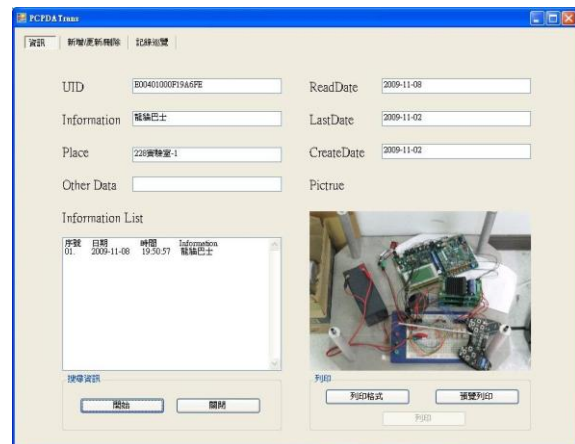 PCPDATrans
資訊 新增/更新/刪除 記錄巡覽
UID E00401000F19A6FE
ReadDate 2009-11-08
Information 龍貓巴士
LastDate 2009-11-02
Place 228實驗室-1
CreateDate 2009-11-02
Other Data
Pictrue
Information List
序號 日期 時間 Information
01. 2009-11-08 19:50:57 龍貓巴士
搜尋資訊
開始 關閉
列印
列印格式 預覽列印
列印